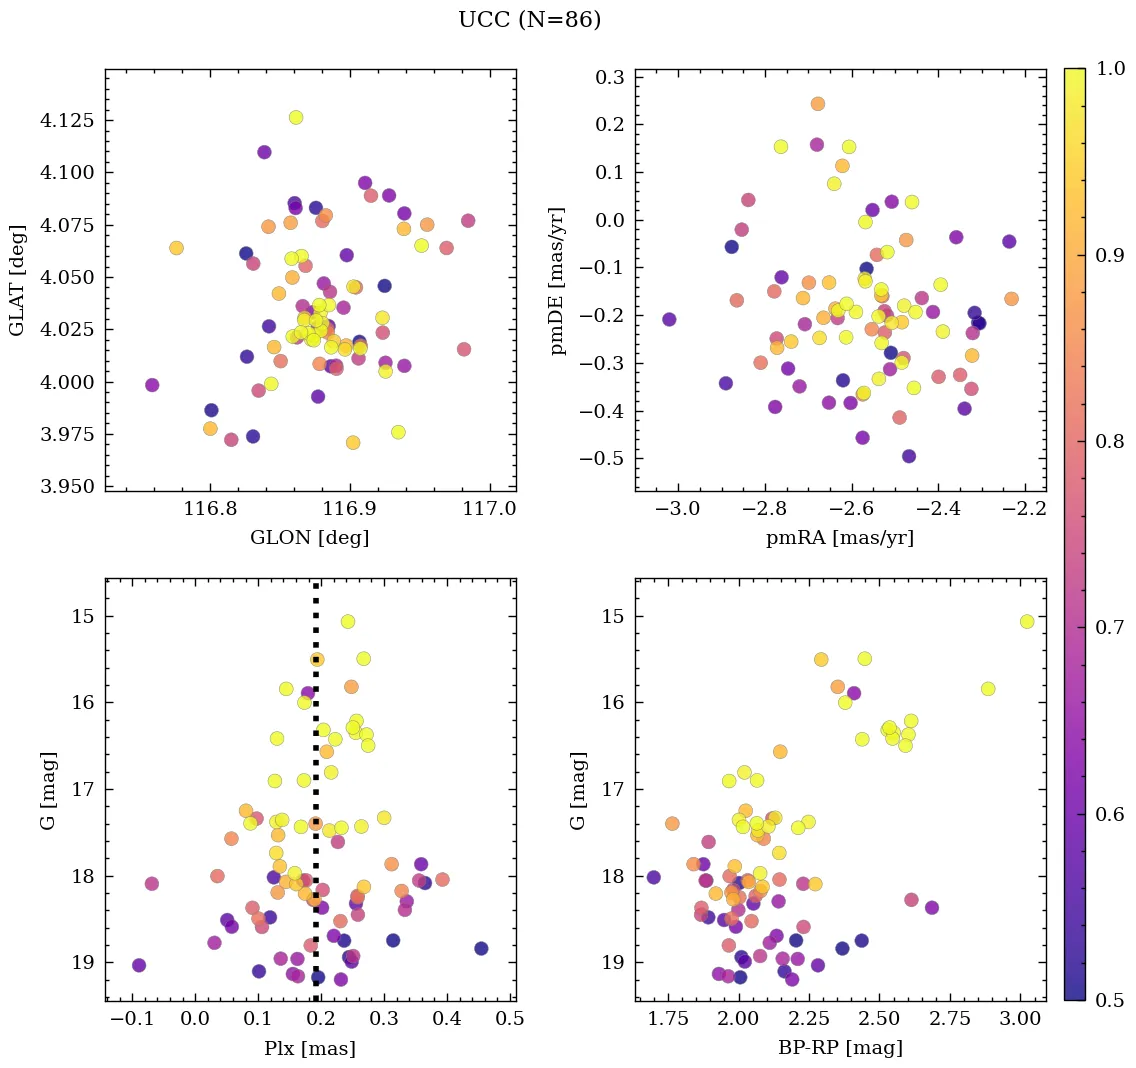 UCC (N=86)
4.125
4.100
4.075
4.050
4.025
4.000
3.975
3.950
GLAT [deg]
116.8 116.9 117.0
GLON [deg]
0.3
0.2
0.1
0.0
−0.1
−0.2
−0.3
−0.4
−0.5
pmDE [mas/yr]
−3.0 −2.8 −2.6 −2.4 −2.2
pmRA [mas/yr]
15
16
17
18
19
G [mag]
−0.1 0.0 0.1 0.2 0.3 0.4 0.5
Plx [mas]
15
16
17
18
19
G [mag]
1.75 2.00 2.25 2.50 2.75 3.00
BP-RP [mag]
1.0
0.9
0.8
0.7
0.6
0.5